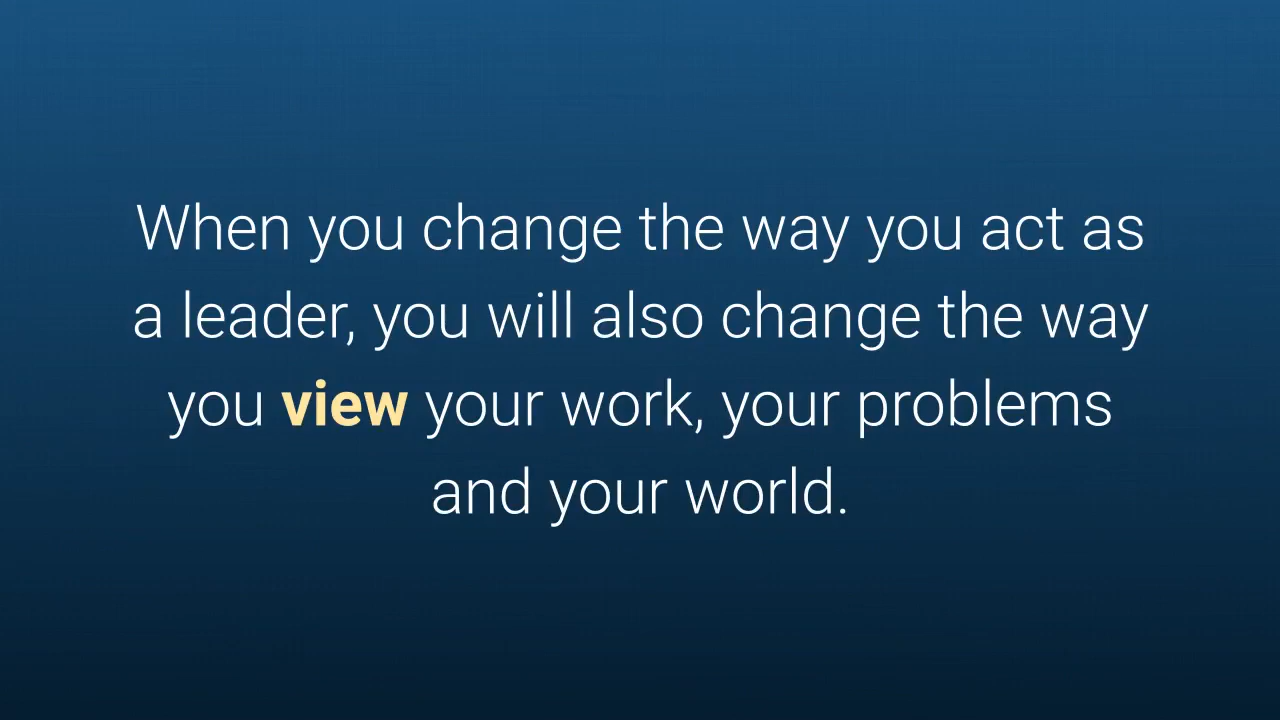 When you change the way you act as
a leader, you will also change the way
you view your work, your problems
and your world.